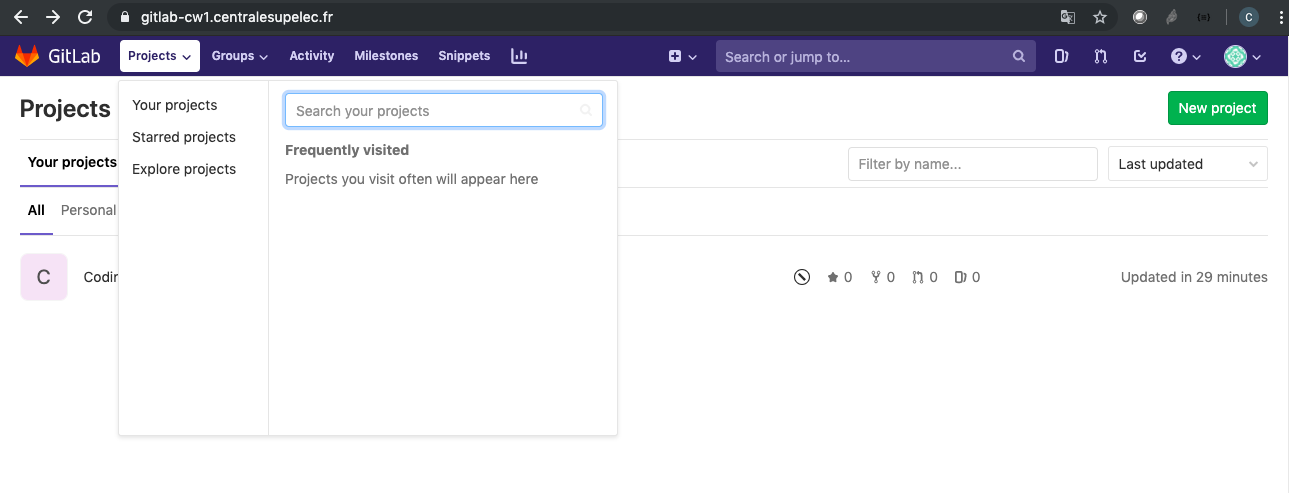 gitlab-cw1.centralesupelec.fr
C
GitLab Projects Groups Activity Milestones Snippets Search or jump to...
Projects
New project
Your projects
Starred projects
Explore projects
Search your projects
Frequently visited
Projects you visit often will appear here
Your projects
Filter by name...
Last updated
All Personal
C
0 0 0 0
Updated in 29 minutes